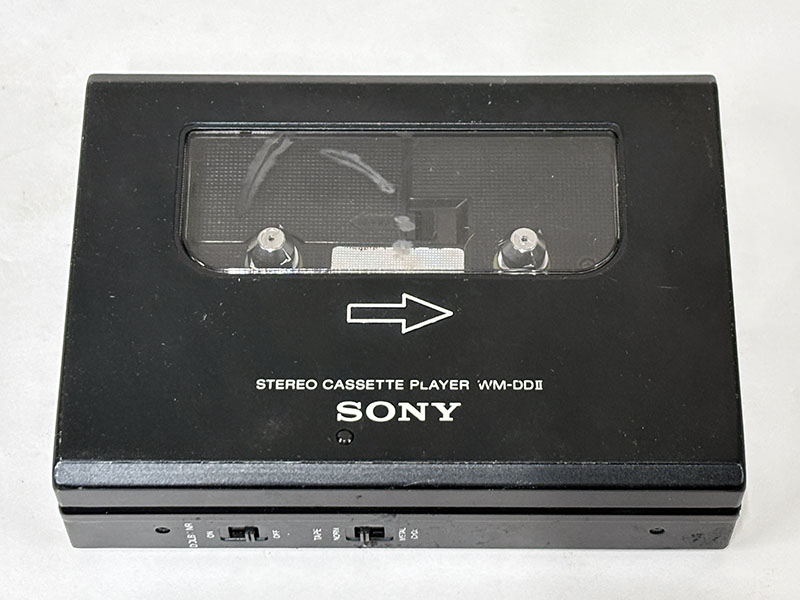 STEREO CASSETTE PLAYER WM-DDII
SONY
DOLBY NR
ON
OFF
TAPE
NORM
METAL
CrO₂